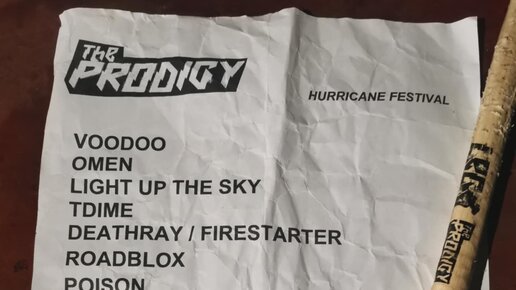 The
PRODIGY
HURRICANE FESTIVAL
VOODOO
OMEN
LIGHT UP THE SKY
TDIME
DEATHRAY / FIRESTARTER
ROADBLOX
POISON
The
PRODIGY